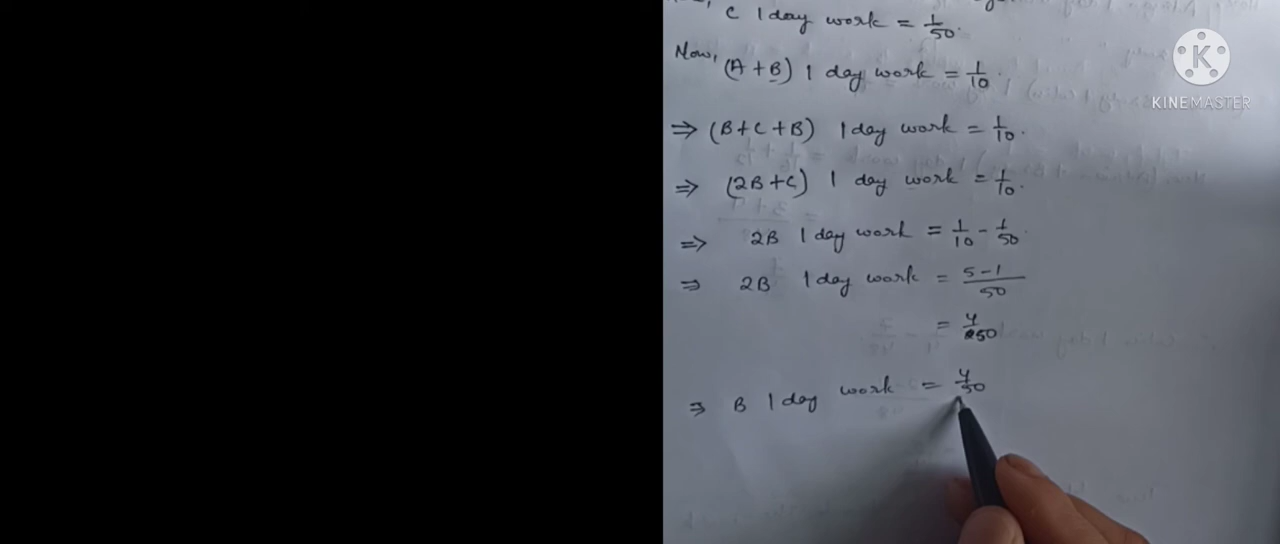 C 1 day work = 1/50.
Now, (A + B) 1 day work = 1/10.
⇒ (B + C + B) 1 day work = 1/10.
⇒ (2B + C) 1 day work = 1/10.
⇒ 2B 1 day work = 1/10 - 1/50.
⇒ 2B 1 day work = 5-1/50
= 4/50
⇒ B 1 day work = 4/50
K
KINEMASTER